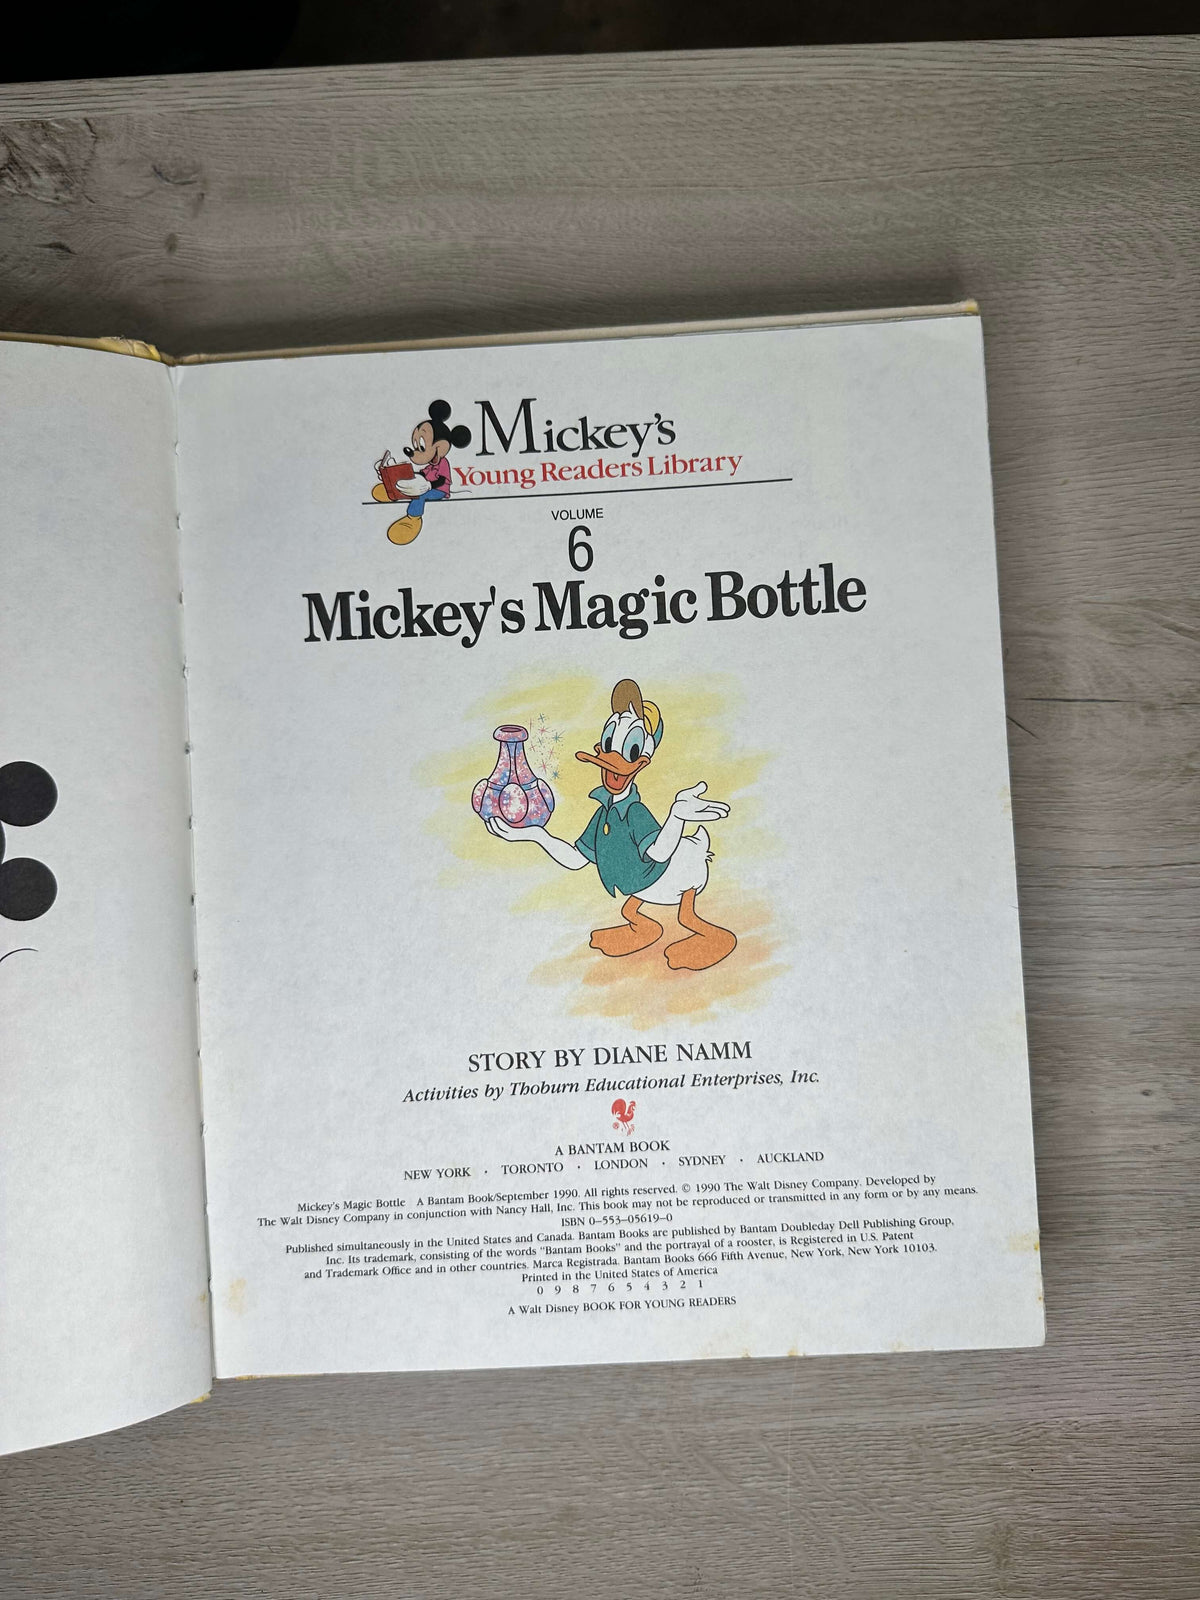 Mickey's
Young Readers Library
VOLUME
6
Mickey's Magic Bottle
STORY BY DIANE NAMM
Activities by Thoburn Educational Enterprises, Inc.
A BANTAM BOOK
NEW YORK · TORONTO · LONDON · SYDNEY · AUCKLAND
Mickey's Magic Bottle A Bantam Book/September 1990. All rights reserved. © 1990 The Walt Disney Company. Developed by
The Walt Disney Company in conjunction with Nancy Hall, Inc. This book may not be reproduced or transmitted in any form or by any means.
ISBN 0–553–05619–0
Published simultaneously in the United States and Canada. Bantam Books are published by Bantam Doubleday Dell Publishing Group,
Inc. Its trademark, consisting of the words "Bantam Books" and the portrayal of a rooster, is Registered in U.S. Patent
and Trademark Office and in other countries. Marca Registrada. Bantam Books 666 Fifth Avenue, New York, New York 10103.
Printed in the United States of America
0 9 8 7 6 5 4 3 2 1
A Walt Disney BOOK FOR YOUNG READERS